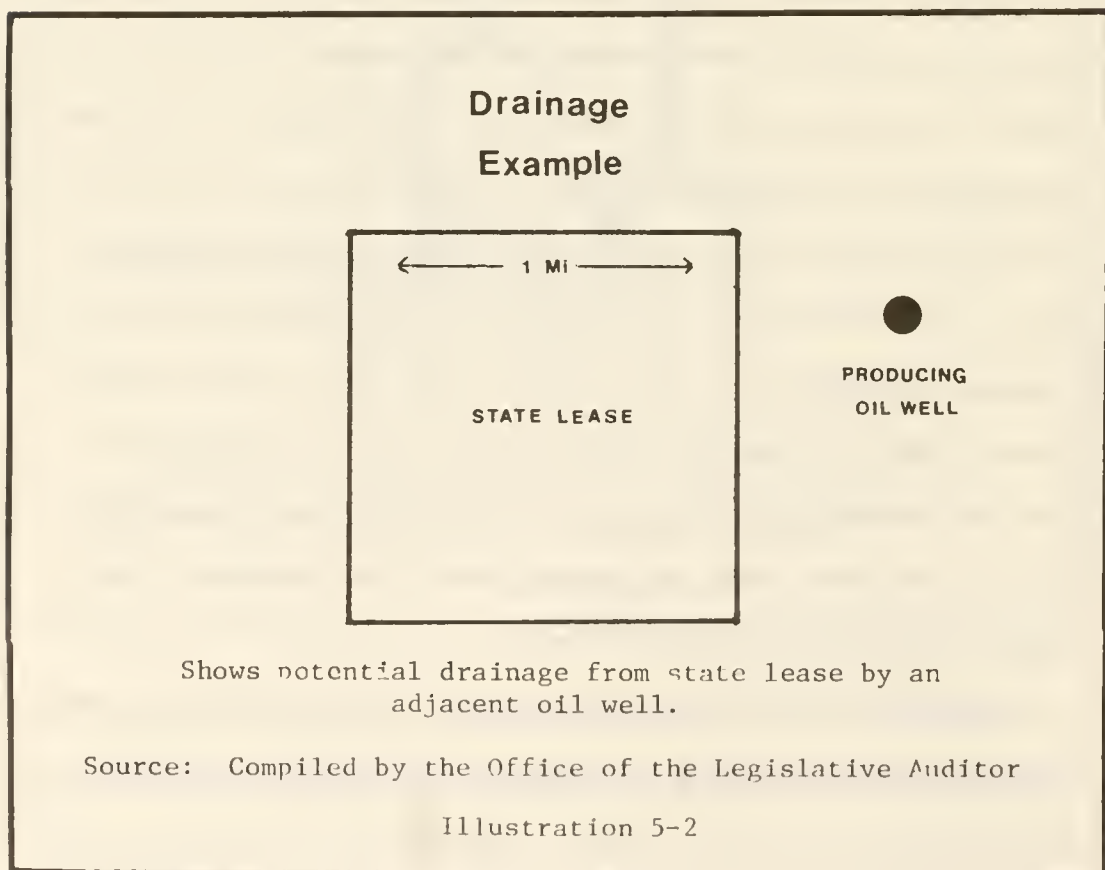 Drainage
Example
1 Mi
STATE LEASE
PRODUCING
OIL WELL
Shows potential drainage from state lease by an
adjacent oil well.
Source: Compiled by the Office of the Legislative Auditor
Illustration 5-2